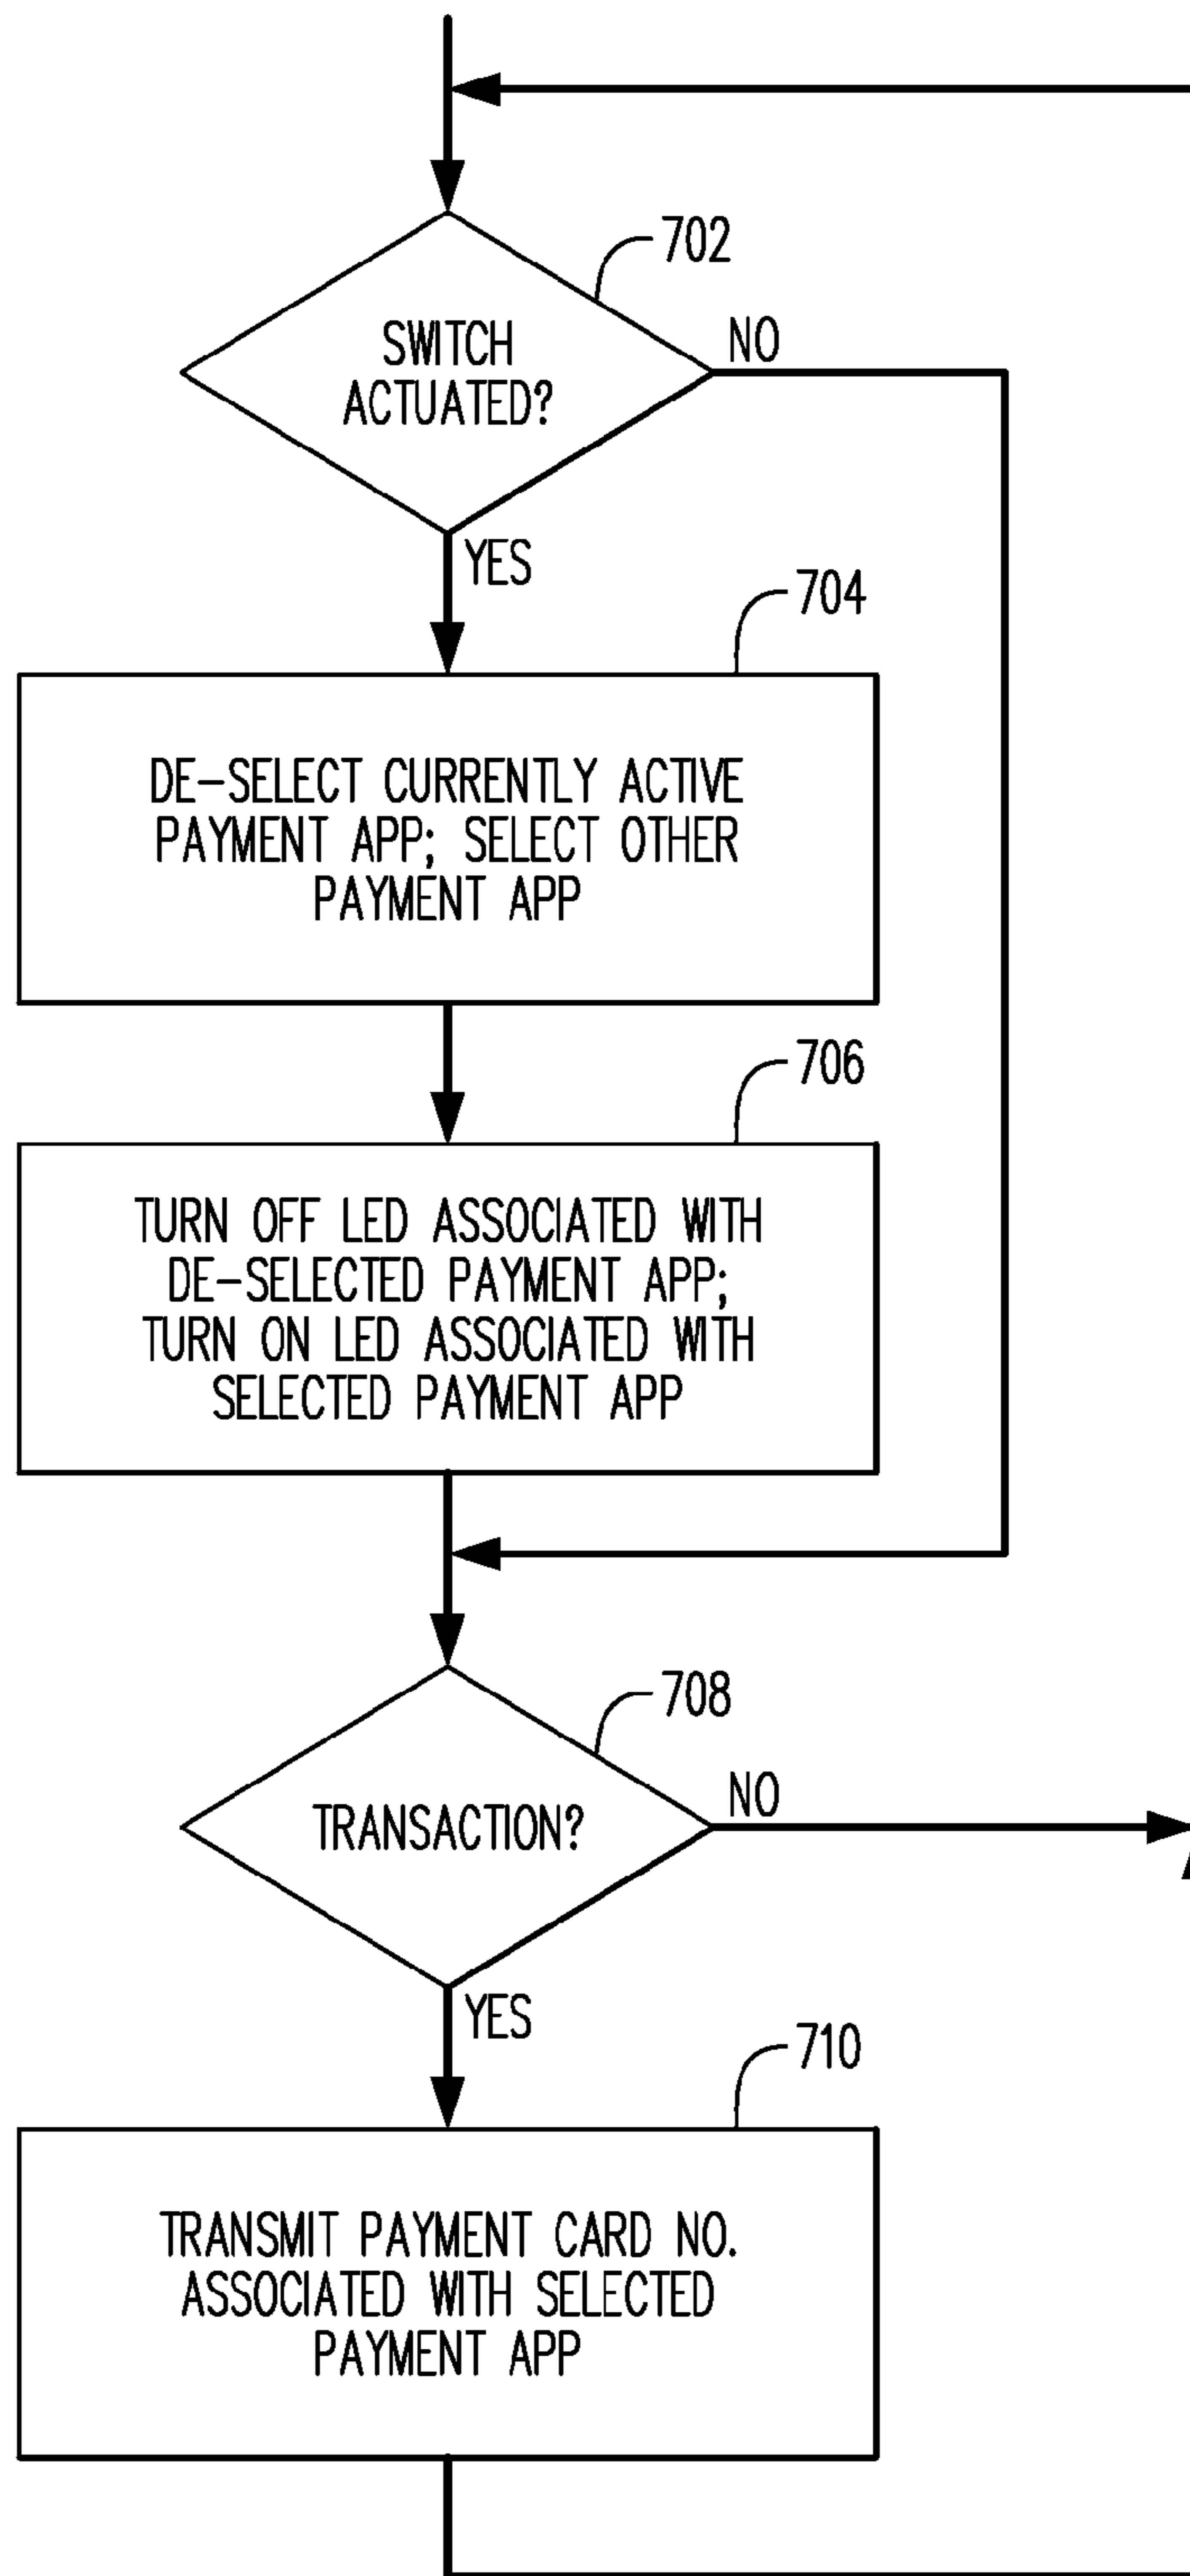 702
SWITCH
ACTUATED?
NO
YES
704
DE-SELECT CURRENTLY ACTIVE
PAYMENT APP; SELECT OTHER
PAYMENT APP
706
TURN OFF LED ASSOCIATED WITH
DE-SELECTED PAYMENT APP;
TURN ON LED ASSOCIATED WITH
SELECTED PAYMENT APP
708
TRANSACTION?
NO
YES
710
TRANSMIT PAYMENT CARD NO.
ASSOCIATED WITH SELECTED
PAYMENT APP